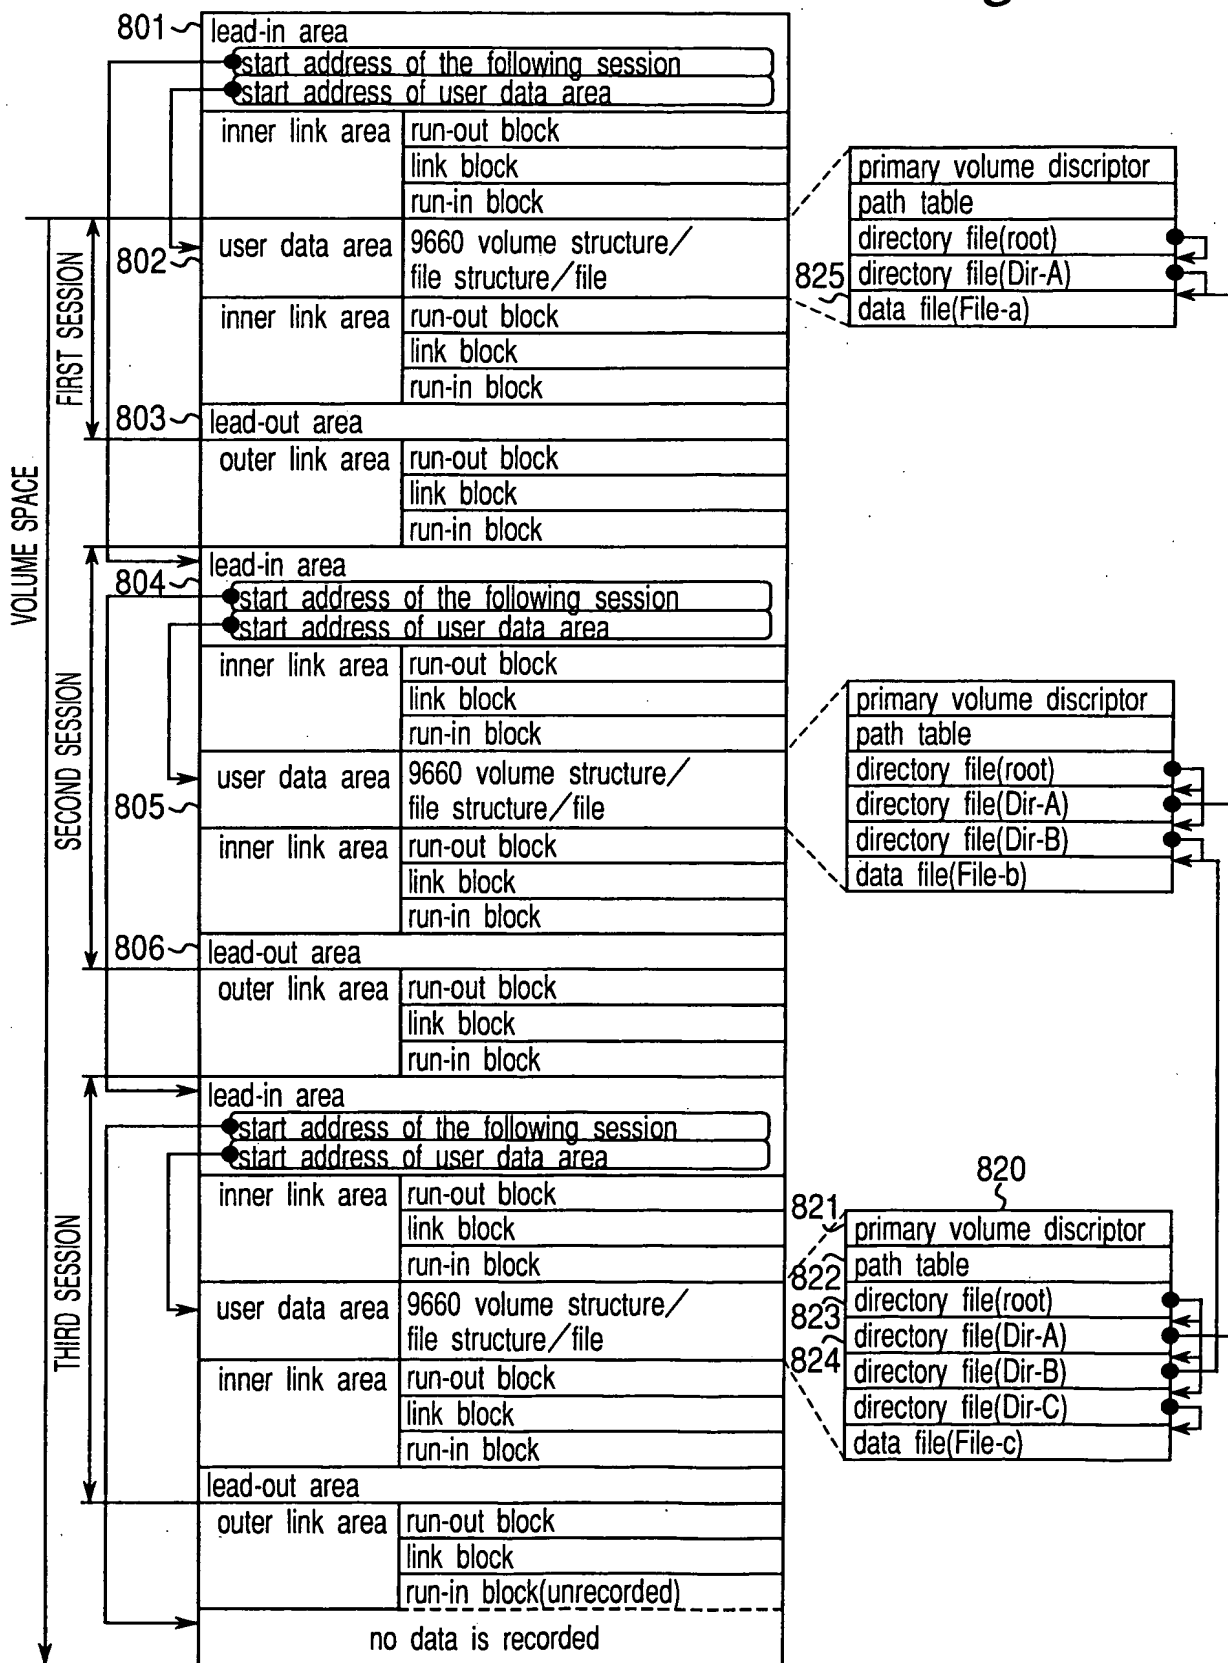 g
801
lead-in area
start address of the following session
start address of user data area
inner link area
run-out block
link block
run-in block
primary volume discriptor
path table
directory file(root)
directory file(Dir-A)
825
data file(File-a)
VOLUME SPACE
FIRST SESSION
802
user data area
9660 volume structure/
file structure/file
inner link area
run-out block
link block
run-in block
803
lead-out area
outer link area
run-out block
link block
run-in block
SECOND SESSION
lead-in area
804
start address of the following session
start address of user data area
inner link area
run-out block
link block
run-in block
primary volume discriptor
path table
directory file(root)
directory file(Dir-A)
directory file(Dir-B)
data file(File-b)
user data area
805
9660 volume structure/
file structure/file
inner link area
run-out block
link block
run-in block
806
lead-out area
outer link area
run-out block
link block
run-in block
THIRD SESSION
lead-in area
start address of the following session
start address of user data area
inner link area
run-out block
link block
run-in block
820
821
primary volume discriptor
822
path table
823
directory file(root)
824
directory file(Dir-A)
directory file(Dir-B)
directory file(Dir-C)
data file(File-c)
user data area
9660 volume structure/
file structure/file
inner link area
run-out block
link block
run-in block
lead-out area
outer link area
run-out block
link block
run-in block(unrecorded)
no data is recorded